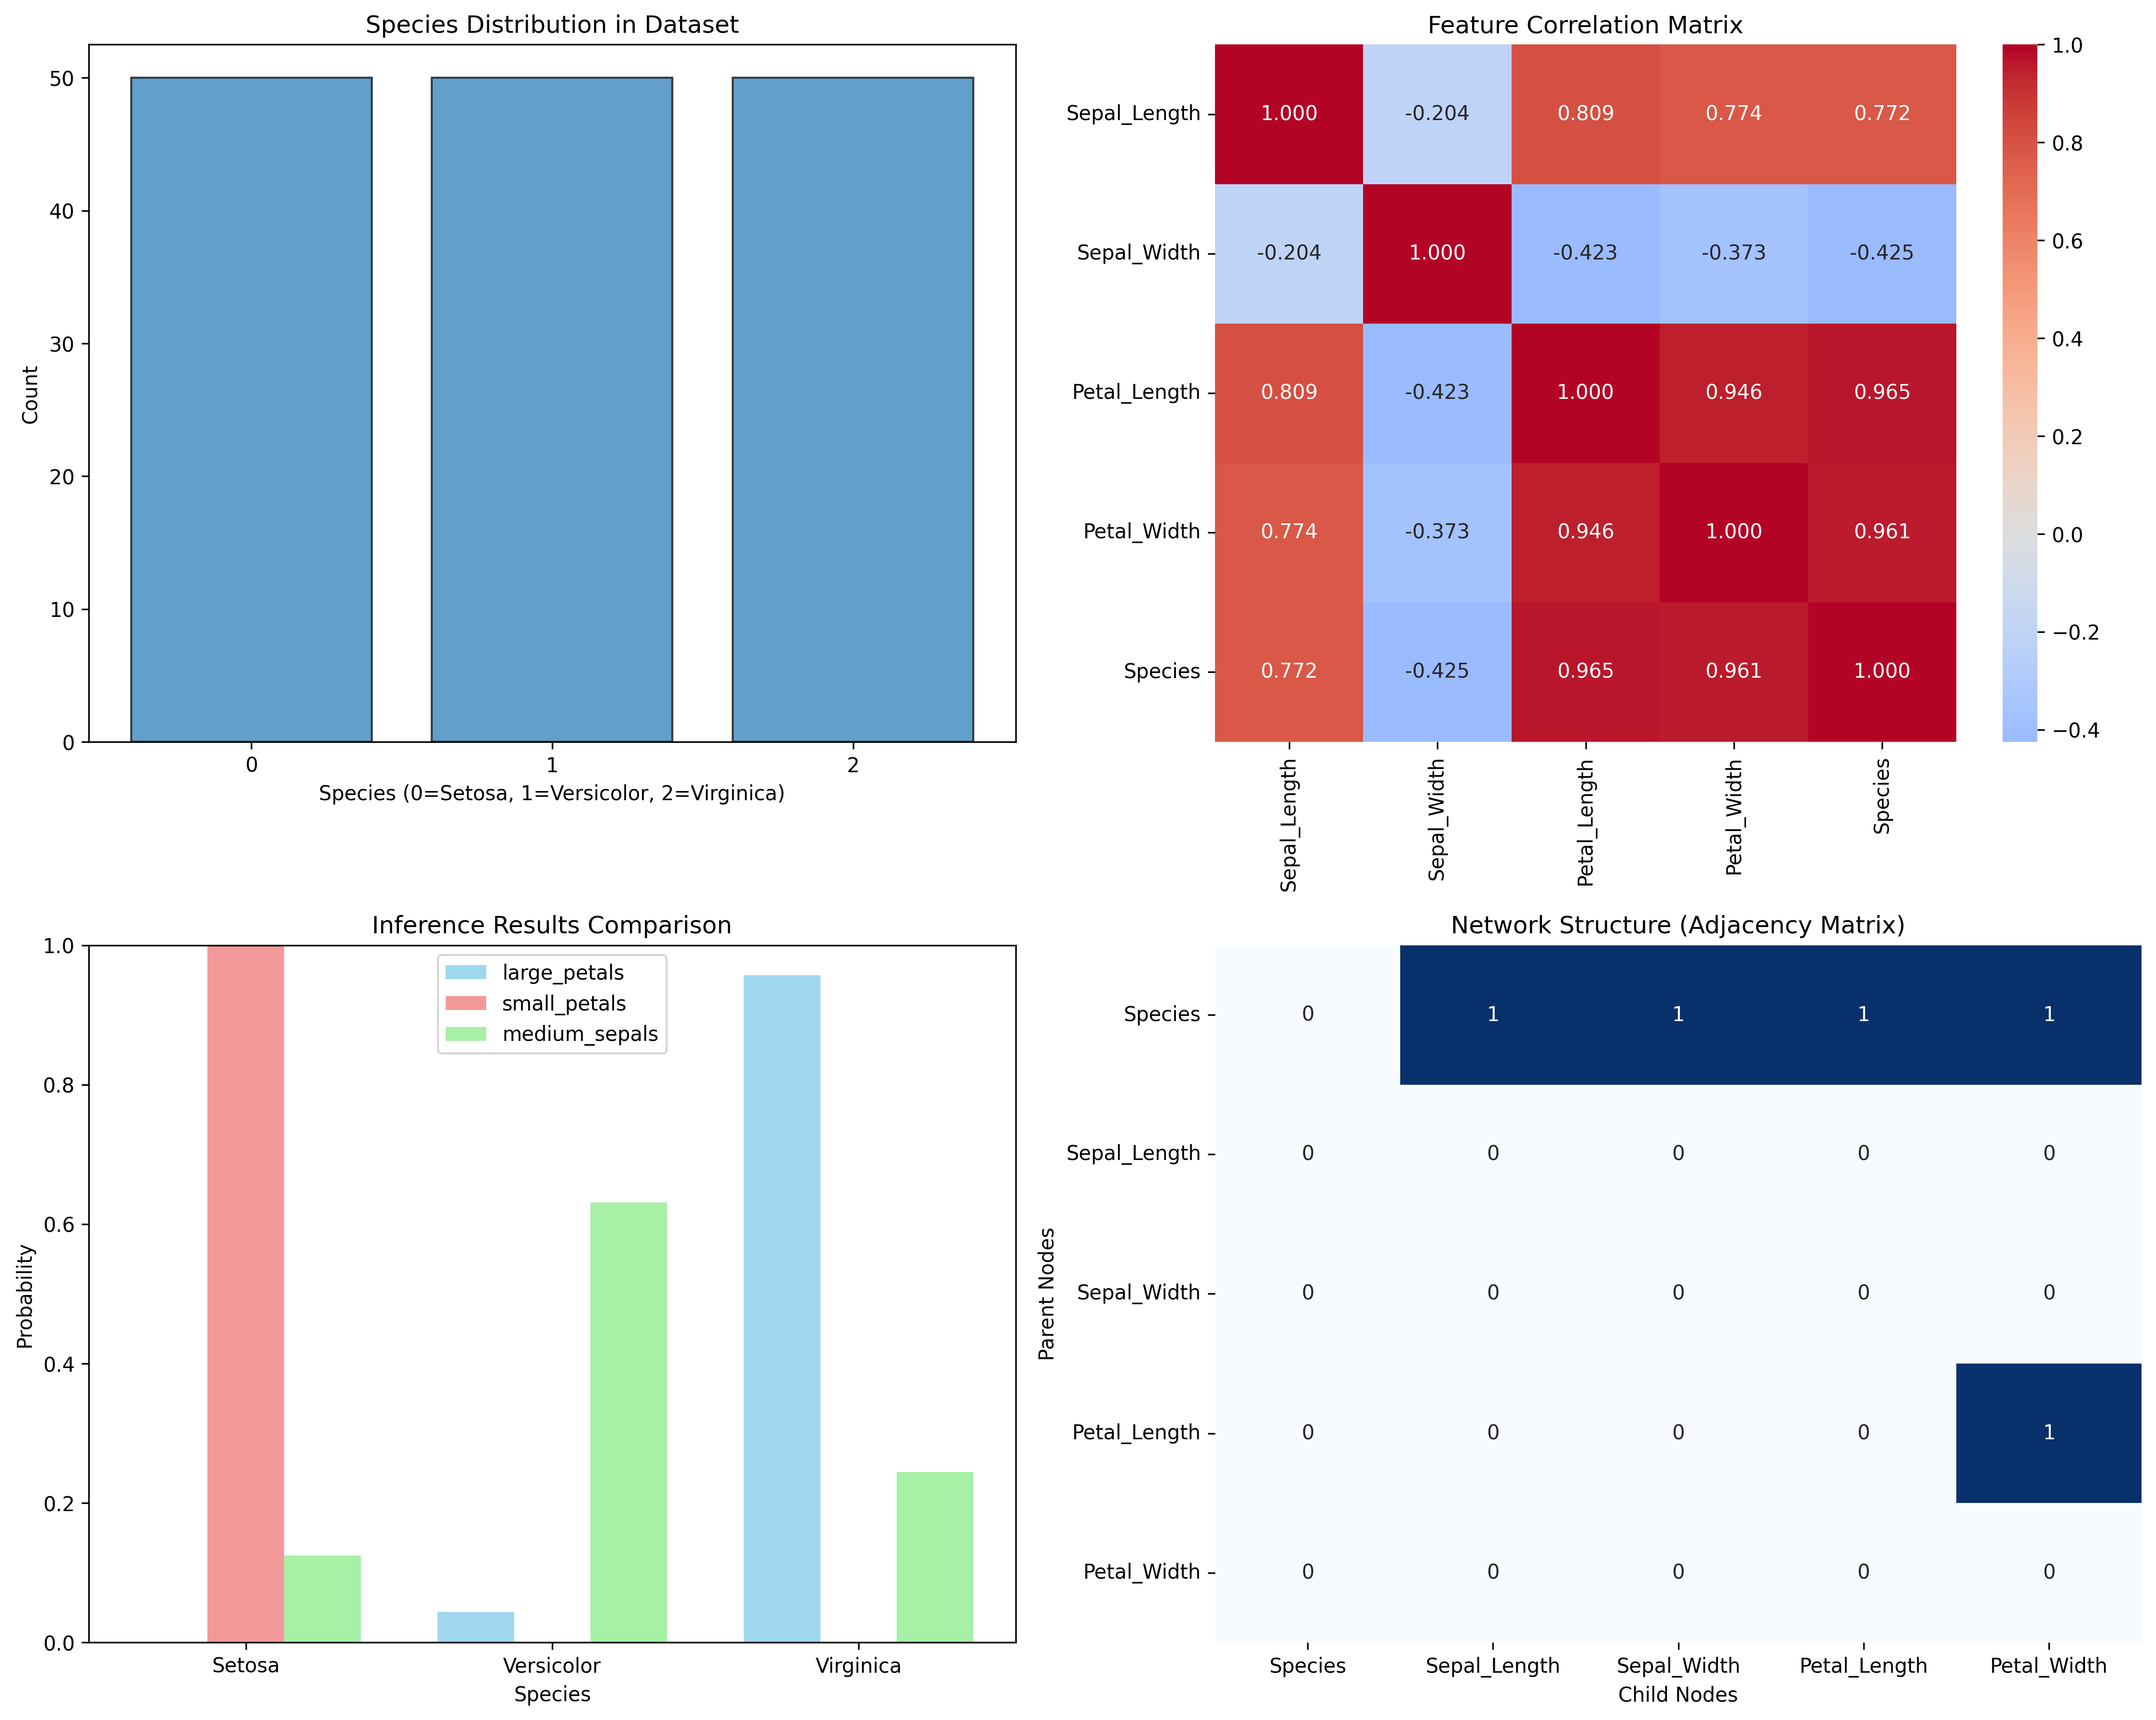 Species Distribution in Dataset
50
40
30
20
10
0
Count
0 1 2
Species (0=Setosa, 1=Versicolor, 2=Virginica)
Feature Correlation Matrix
Sepal_Length 1.000 -0.204 0.809 0.774 0.772
Sepal_Width -0.204 1.000 -0.423 -0.373 -0.425
Petal_Length 0.809 -0.423 1.000 0.946 0.965
Petal_Width 0.774 -0.373 0.946 1.000 0.961
Species 0.772 -0.425 0.965 0.961 1.000
Sepal_Length Sepal_Width Petal_Length Petal_Width Species
1.0
0.8
0.6
0.4
0.2
0.0
−0.2
−0.4
Inference Results Comparison
large_petals
small_petals
medium_sepals
1.0
0.8
0.6
0.4
0.2
0.0
Probability
Setosa Versicolor Virginica
Species
Network Structure (Adjacency Matrix)
Species 0 1 1 1 1
Sepal_Length 0 0 0 0 0
Sepal_Width 0 0 0 0 0
Petal_Length 0 0 0 0 1
Petal_Width 0 0 0 0 0
Parent Nodes
Species Sepal_Length Sepal_Width Petal_Length Petal_Width
Child Nodes